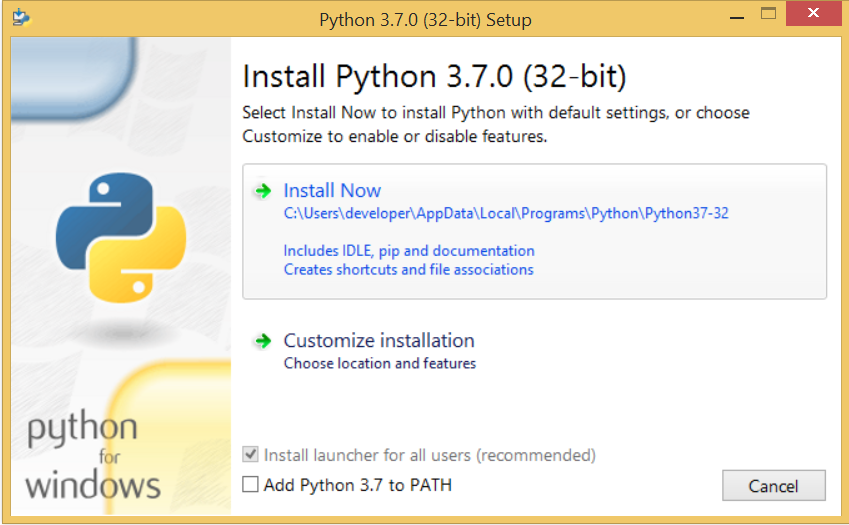 Python 3.7.0 (32-bit) Setup
Install Python 3.7.0 (32-bit)
Select Install Now to install Python with default settings, or choose
Customize to enable or disable features.
Install Now
C:\Users\developer\AppData\Local\Programs\Python\Python37-32
Includes IDLE, pip and documentation
Creates shortcuts and file associations
Customize installation
Choose location and features
python
for
windows
Install launcher for all users (recommended)
Add Python 3.7 to PATH
Cancel